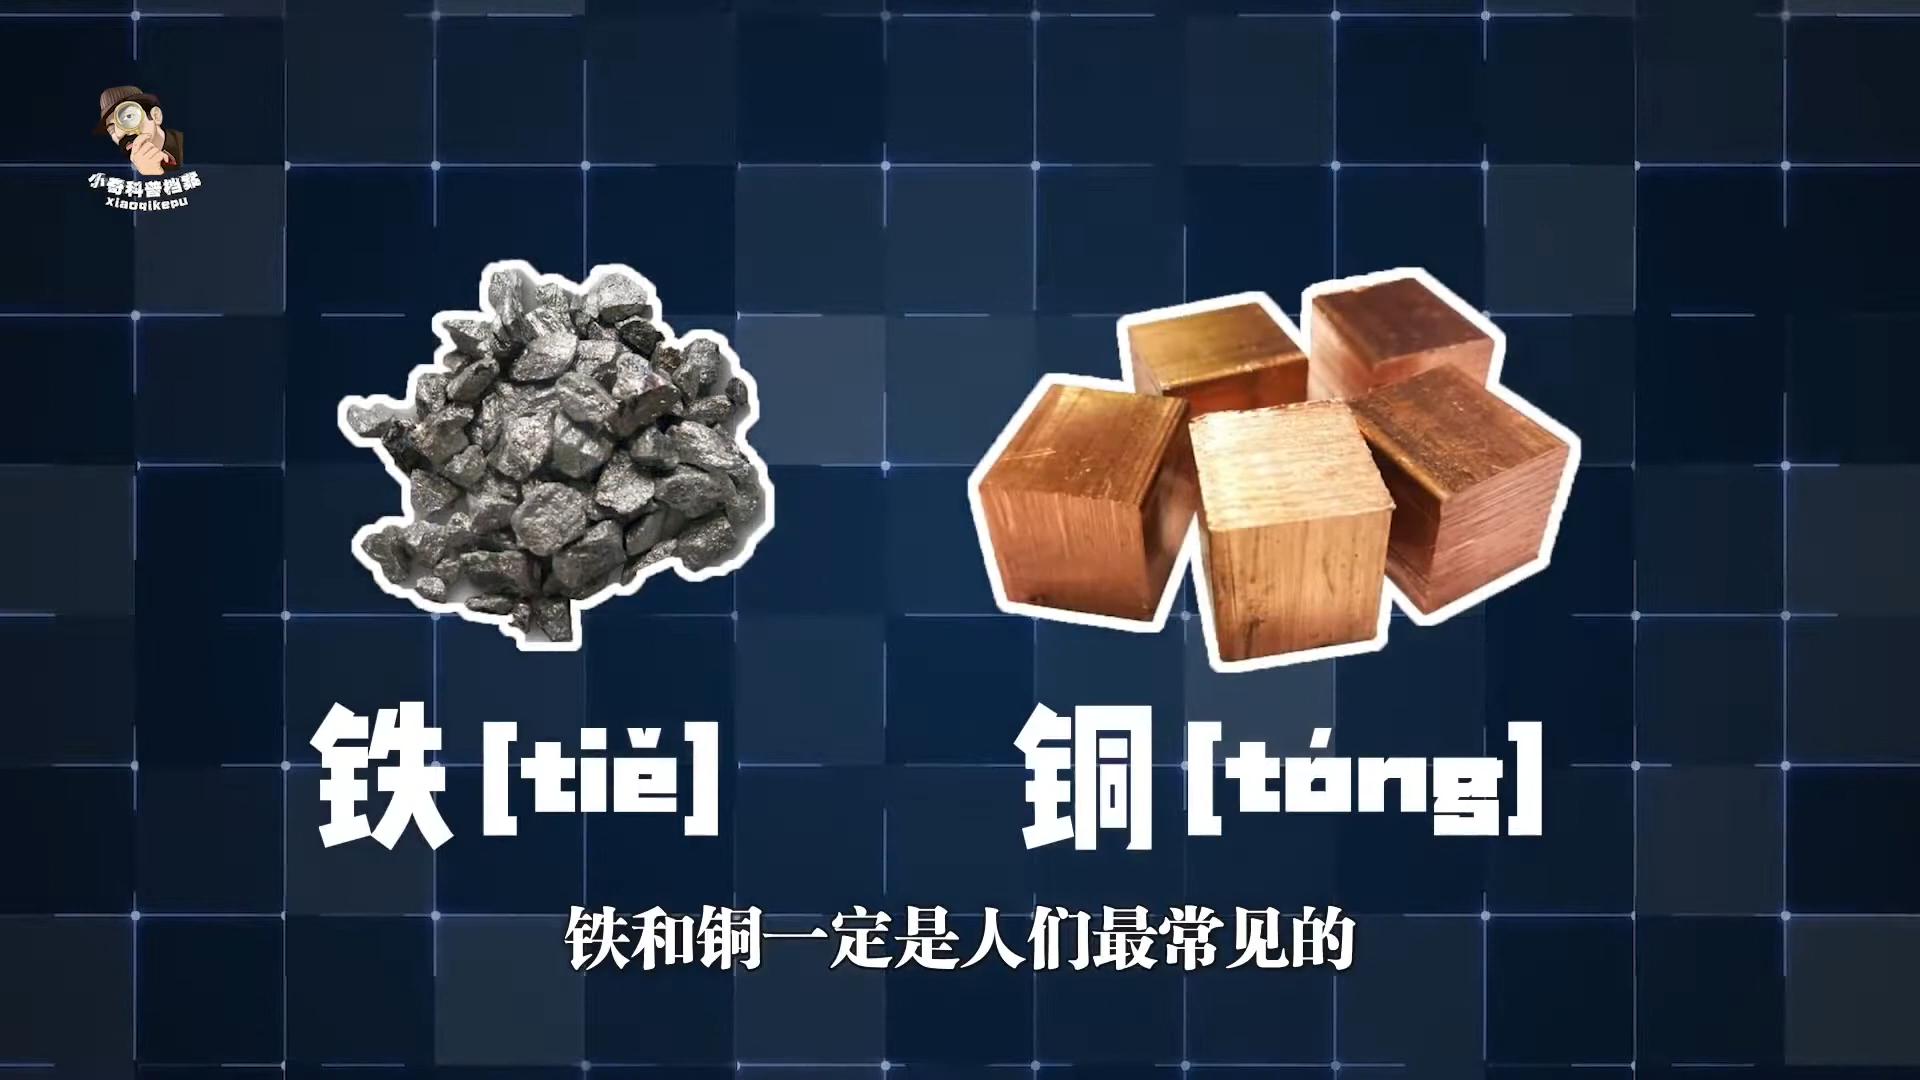 小奇科普档案
xiaoqikepu
铁[tiě]
铜[tóng]
铁和铜一定是人们最常见的